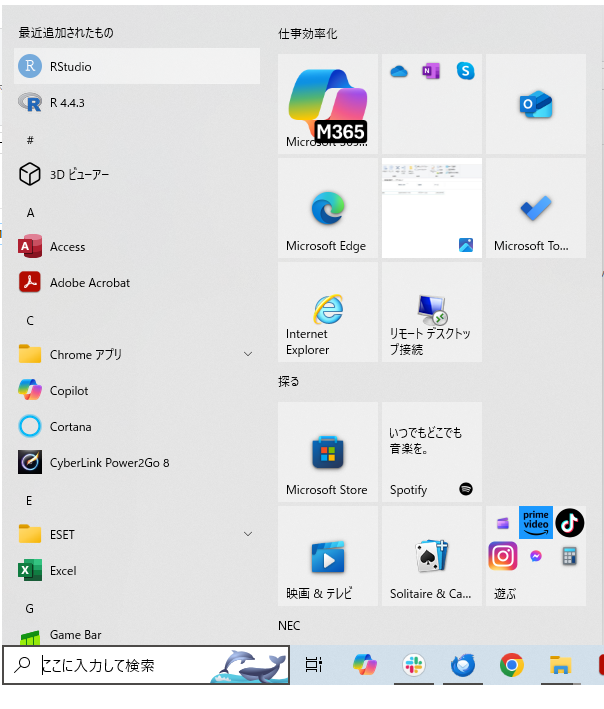 最近追加されたもの
RStudio
R 4.4.3
#
3D ビューアー
A
Access
Adobe Acrobat
C
Chrome アプリ
Copilot
Cortana
CyberLink Power2Go 8
E
ESET
Excel
G
Game Bar
ここに入力して検索
仕事効率化
M365
Microsoft 365...
Microsoft Edge
Microsoft To...
Internet
Explorer
リモート デスクトッ
プ接続
探る
Microsoft Store
いつでもどこでも
音楽を。
Spotify
映画 & テレビ
Solitaire & Ca...
prime
video
遊ぶ
NEC